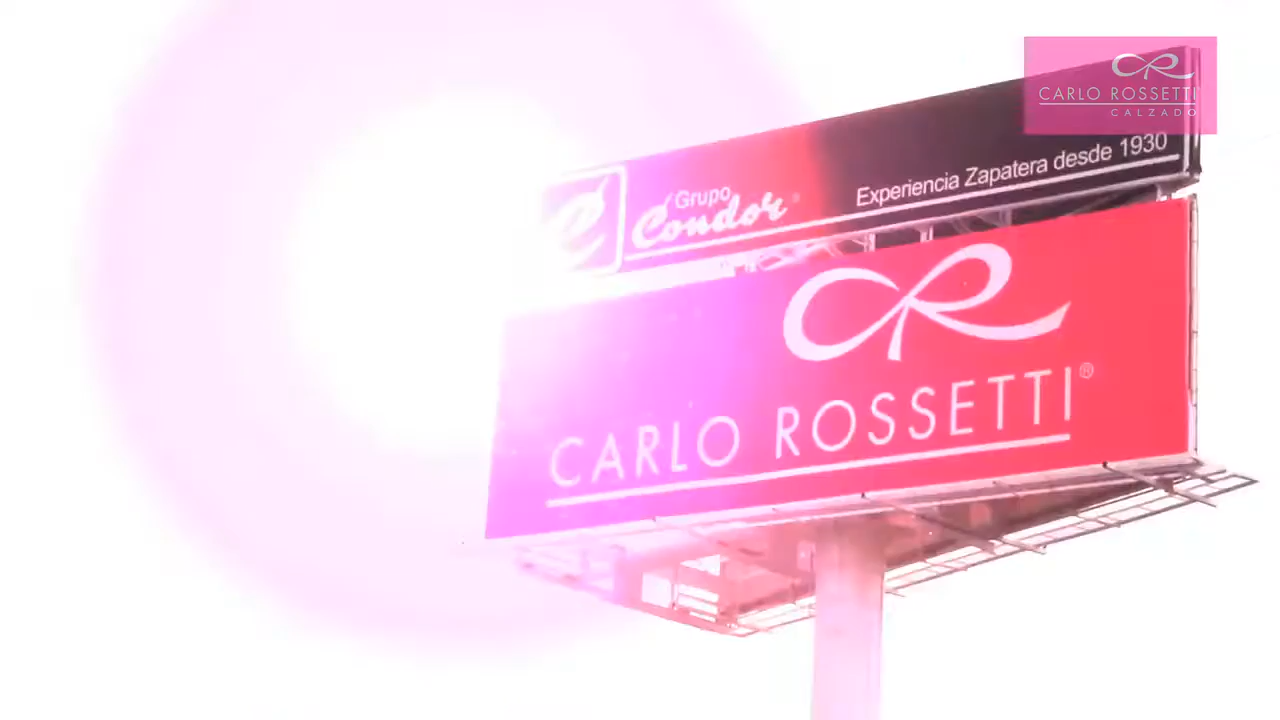 CARLO ROSSETTI
CALZADO
Grupo
Condor
Experiencia Zapatera desde 1930
CARLO ROSSETTI®